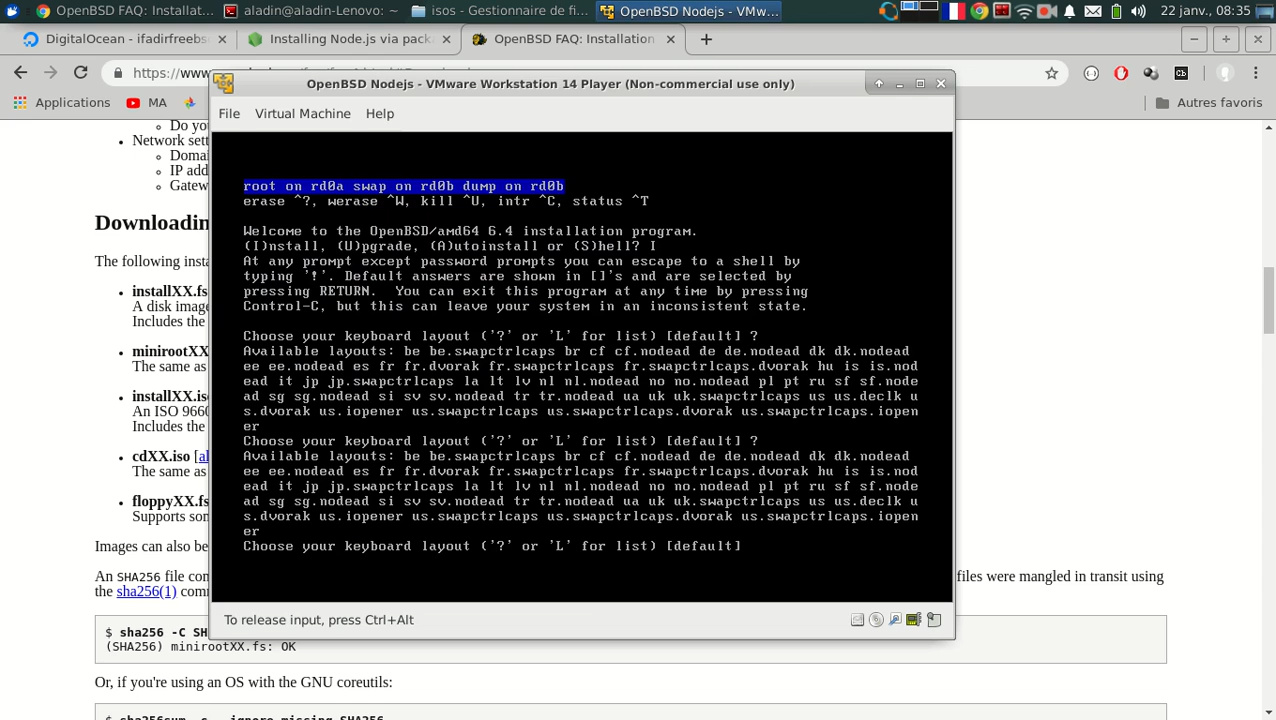 OpenBSD FAQ: Installat...
aladin@aladin-Lenovo: ...
isos - Gestionnaire de fi...
OpenBSD Nodejs - VMw...
22 janv., 08:35
DigitalOcean - ifadirfreebs
Installing Node.js via pack
OpenBSD FAQ: Installation
https://www
Applications
MA
Autres favoris
OpenBSD Nodejs - VMware Workstation 14 Player (Non-commercial use only)
File Virtual Machine Help
root on rd0a swap on rd0b dump on rd0b
erase ^?, werase ^W, kill ^U, intr ^C, status ^T
Welcome to the OpenBSD/amd64 6.4 installation program.
(I)nstall, (U)pgrade, (A)utoinstall or (S)hell? I
At any prompt except password prompts you can escape to a shell by
typing '!'. Default answers are shown in []'s and are selected by
pressing RETURN.  You can exit this program at any time by pressing
Control-C, but this can leave your system in an inconsistent state.
Choose your keyboard layout ('?' or 'L' for list) [default] ?
Available layouts: be be.swapctrlcaps br cf cf.nodead de de.nodead dk dk.nodead
ee ee.nodead es fr fr.dvorak fr.swapctrlcaps fr.swapctrlcaps.dvorak hu is is.nod
ead it jp jp.swapctrlcaps la lt lv nl nl.nodead no no.nodead pl pt ru sf sf.node
ad sg sg.nodead si sv sv.nodead tr tr.nodead ua uk uk.swapctrlcaps us us.declk u
s.dvorak us.iopener us.swapctrlcaps us.swapctrlcaps.dvorak us.swapctrlcaps.iopen
er
Choose your keyboard layout ('?' or 'L' for list) [default] ?
Available layouts: be be.swapctrlcaps br cf cf.nodead de de.nodead dk dk.nodead
ee ee.nodead es fr fr.dvorak fr.swapctrlcaps fr.swapctrlcaps.dvorak hu is is.nod
ead it jp jp.swapctrlcaps la lt lv nl nl.nodead no no.nodead pl pt ru sf sf.node
ad sg sg.nodead si sv sv.nodead tr tr.nodead ua uk uk.swapctrlcaps us us.declk u
s.dvorak us.iopener us.swapctrlcaps us.swapctrlcaps.dvorak us.swapctrlcaps.iopen
er
Choose your keyboard layout ('?' or 'L' for list) [default]
To release input, press Ctrl+Alt
Do you
Network sett
Domai
IP add
Gatew
Downloadin
The following insta
installXX.fs
A disk image
Includes the
minirootXX
The same as
installXX.iso
An ISO 9660
Includes the
cdXX.iso [al
The same as
floppyXX.fs
Supports son
Images can also be
An SHA256 file con files were mangled in transit using
the sha256(1) comm
$ sha256 -C SH
(SHA256) minirootXX.fs: OK
Or, if you're using an OS with the GNU coreutils:
$ sha256sum -c --ignore-missing SHA256